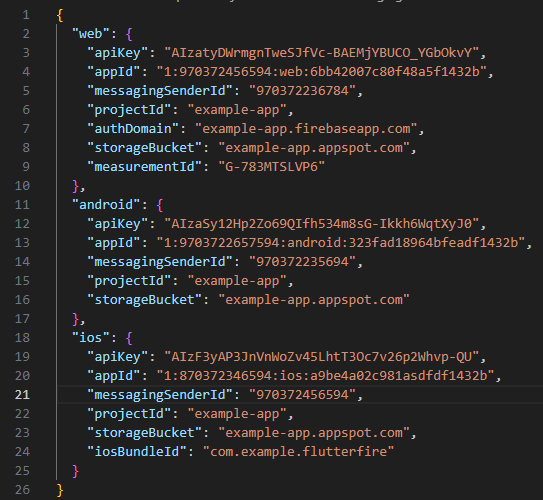 1 {
2 "web": {
3 "apiKey": "AIzatyDWrmgnTweSJfVc-BAEMjYBUCO_YGbOkvY",
4 "appId": "1:970372456594:web:6bb42007c80f48a5f1432b",
5 "messagingSenderId": "970372236784",
6 "projectId": "example-app",
7 "authDomain": "example-app.firebaseapp.com",
8 "storageBucket": "example-app.appspot.com",
9 "measurementId": "G-783MTSLVP6"
10 },
11 "android": {
12 "apiKey": "AIzaSy12Hp2Zo69QIfh534m8sG-Ikkh6WqtXyJ0",
13 "appId": "1:9703722657594:android:323fad18964bfeadf1432b",
14 "messagingSenderId": "970372235694",
15 "projectId": "example-app",
16 "storageBucket": "example-app.appspot.com"
17 },
18 "ios": {
19 "apiKey": "AIzF3yAP3JnVnWoZv45LhtT3Oc7v26p2Whvp-QU",
20 "appId": "1:870372346594:ios:a9be4a02c981asdfdf1432b",
21 "messagingSenderId": "970372456594",
22 "projectId": "example-app",
23 "storageBucket": "example-app.appspot.com",
24 "iosBundleId": "com.example.flutterfire"
25 }
26 }